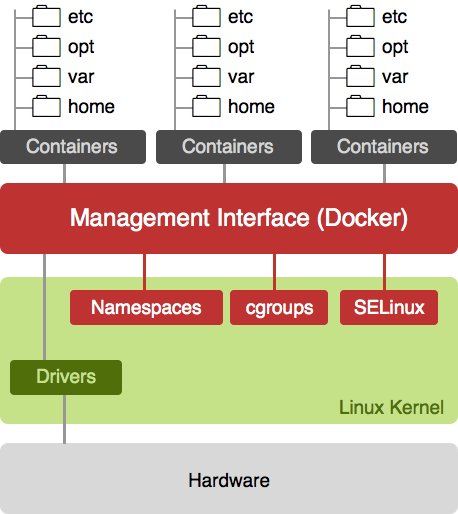 etc
opt
var
home
etc
opt
var
home
etc
opt
var
home
Containers
Containers
Containers
Management Interface (Docker)
Namespaces
cgroups
SELinux
Drivers
Linux Kernel
Hardware